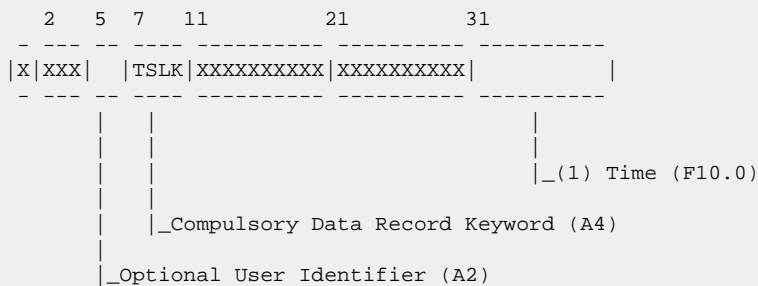 2 5 7 11 21 31
- --- -- ---- ---------- ---------- ----------
|X|XXX| |TSLK|XXXXXXXXXX|XXXXXXXXXX| |
- --- -- ---- ---------- ---------- ----------
| | |
| | |
| | |_(1) Time (F10.0)
| |
| |_Compulsory Data Record Keyword (A4)
|
|_Optional User Identifier (A2)